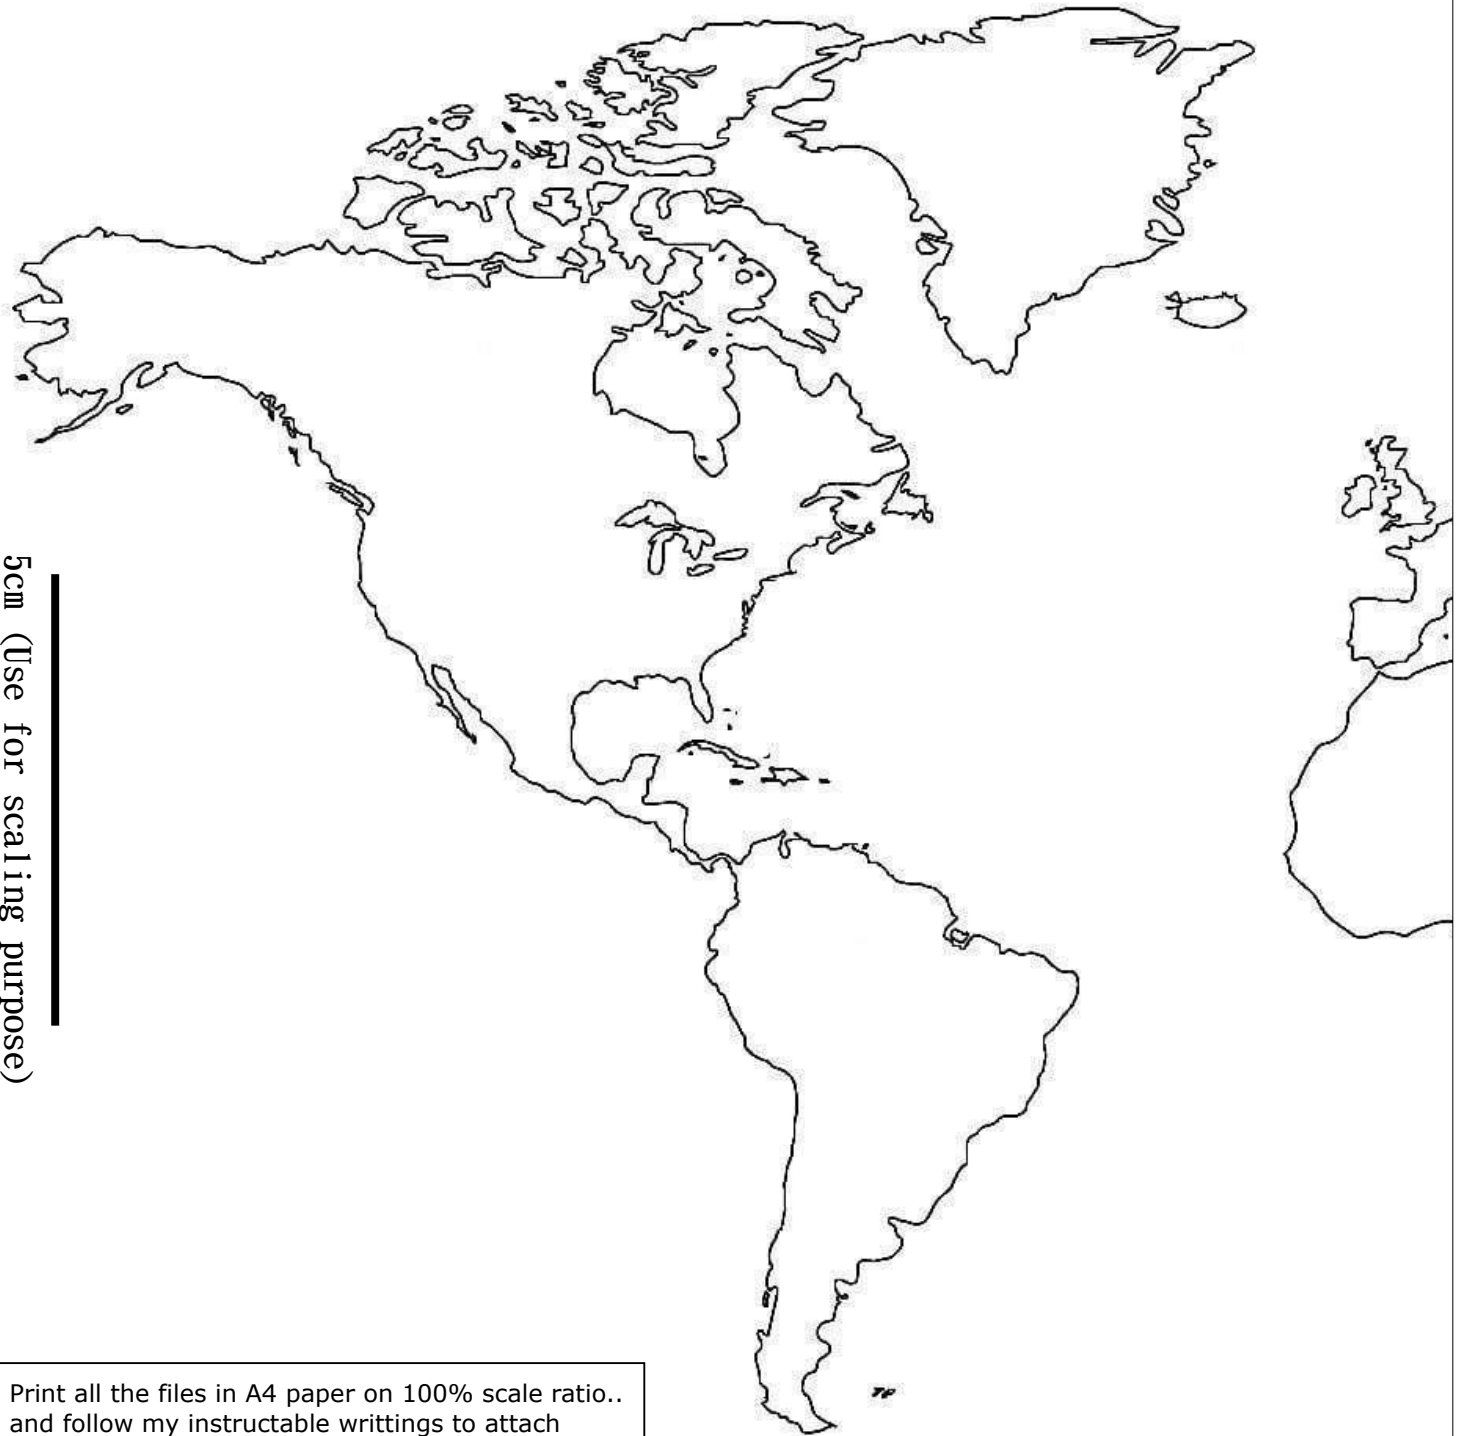 5cm (Use for scaling purpose)
Print all the files in A4 paper on 100% scale ratio..
and follow my instructable writtings to attach